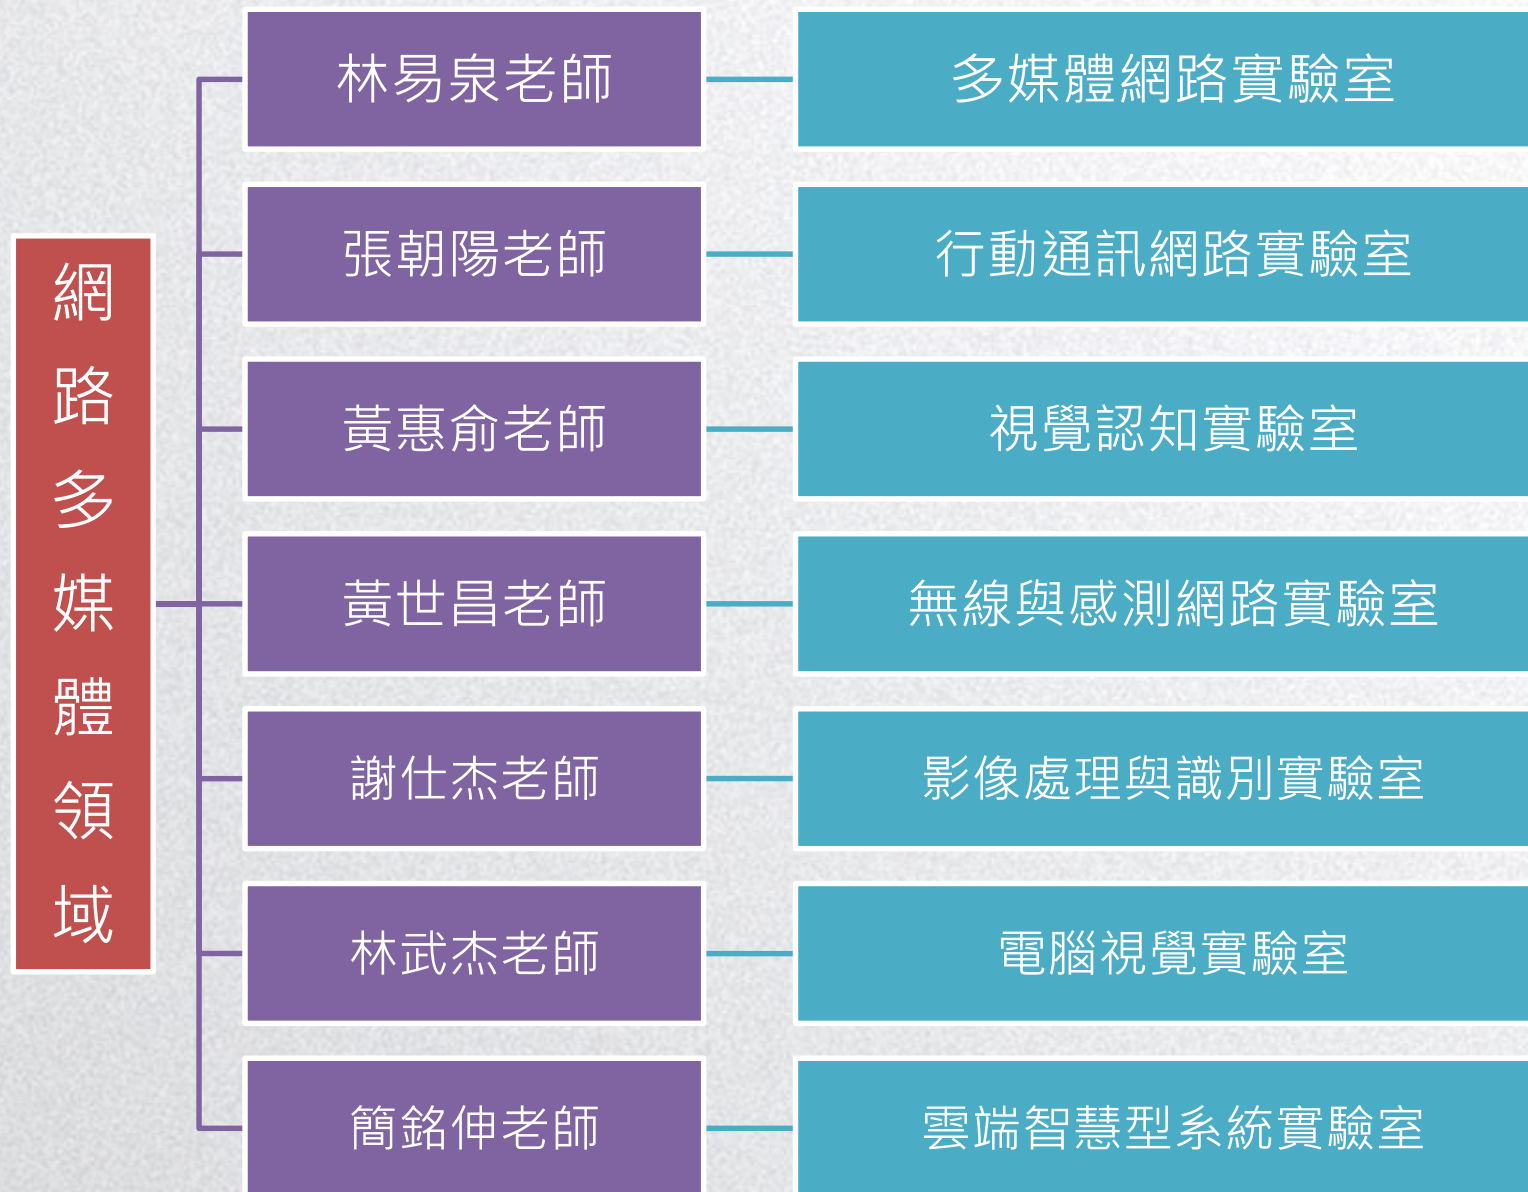 網路多媒體領域
林易泉老師
多媒體網路實驗室
張朝陽老師
行動通訊網路實驗室
黃惠俞老師
視覺認知實驗室
黃世昌老師
無線與感測網路實驗室
謝仕杰老師
影像處理與識別實驗室
林武杰老師
電腦視覺實驗室
簡銘伸老師
雲端智慧型系統實驗室